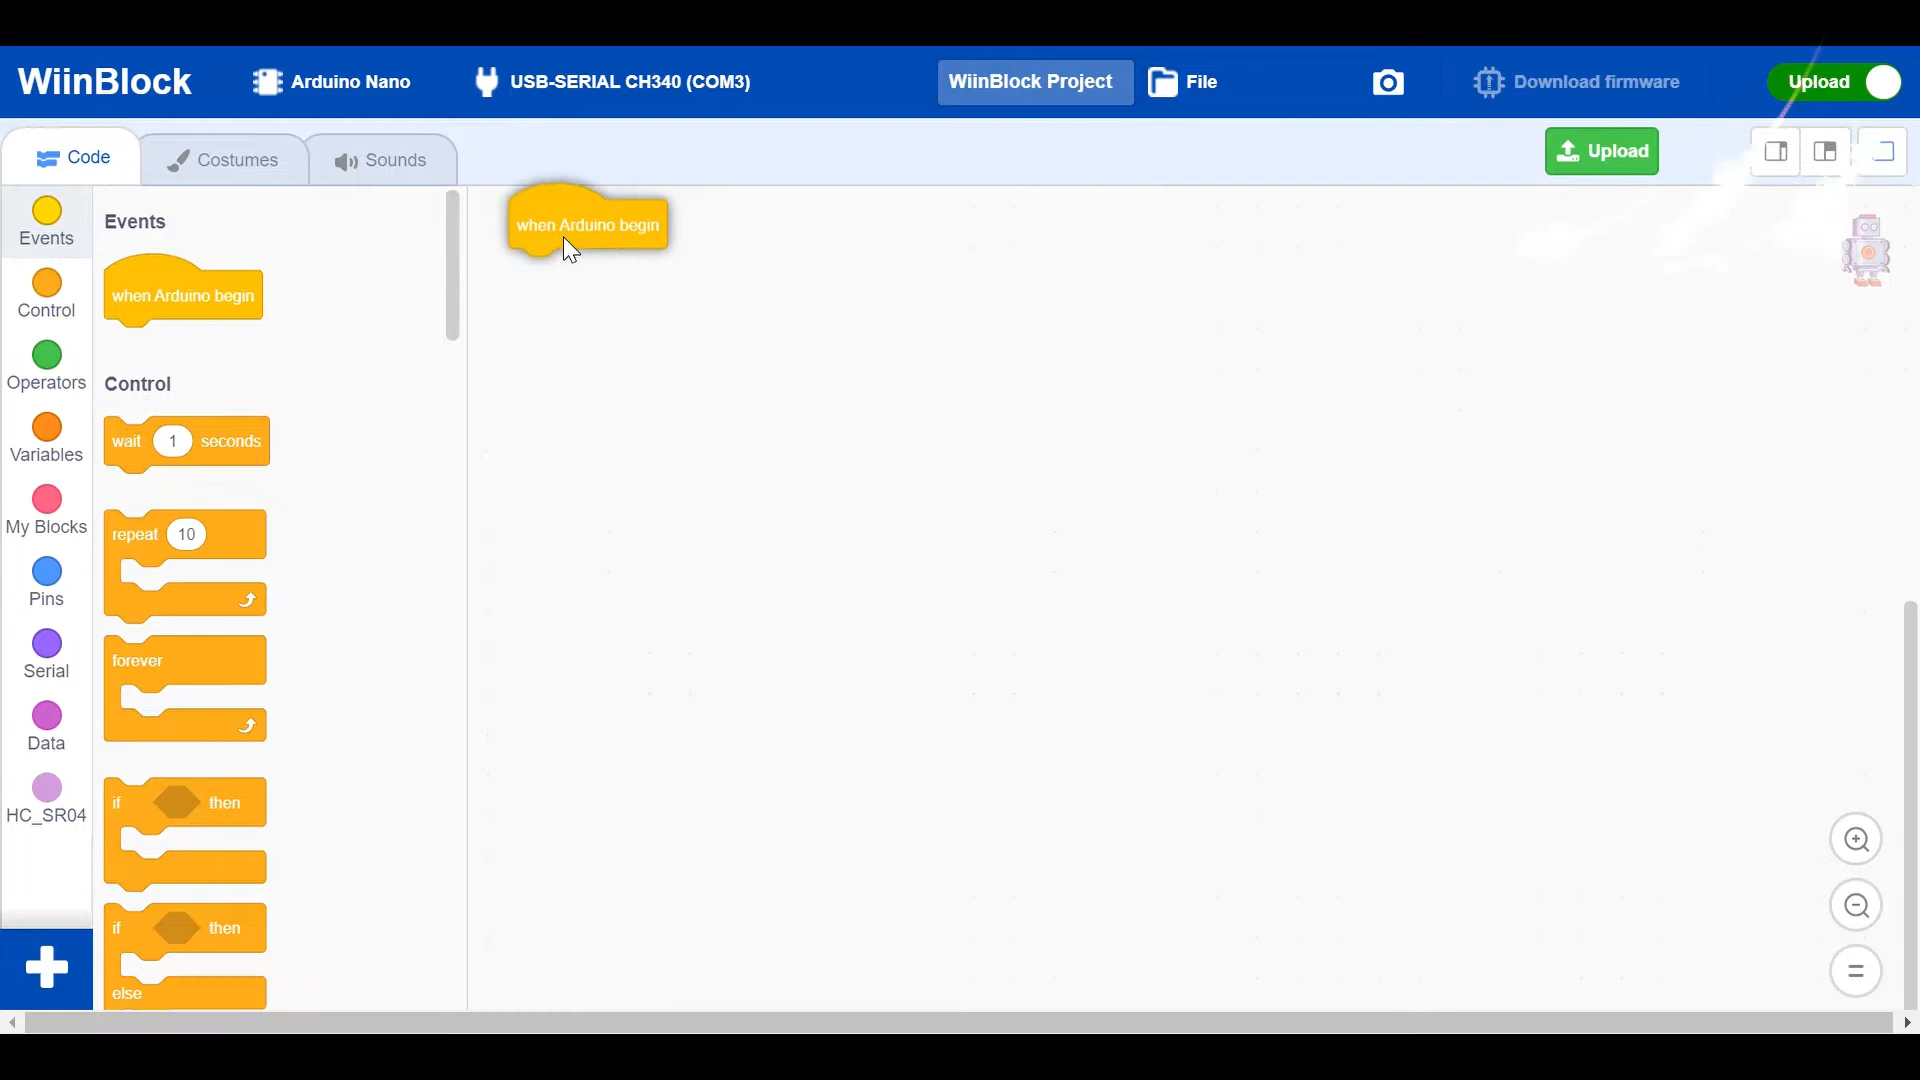 WiinBlock
Arduino Nano
USB-SERIAL CH340 (COM3)
WiinBlock Project
File
Download firmware
Upload
Code
Costumes
Sounds
Upload
Events
Control
Operators
Variables
My Blocks
Pins
Serial
Data
HC_SR04
Events
when Arduino begin
Control
wait 1 seconds
repeat 10
forever
if then
if then
else
when Arduino begin